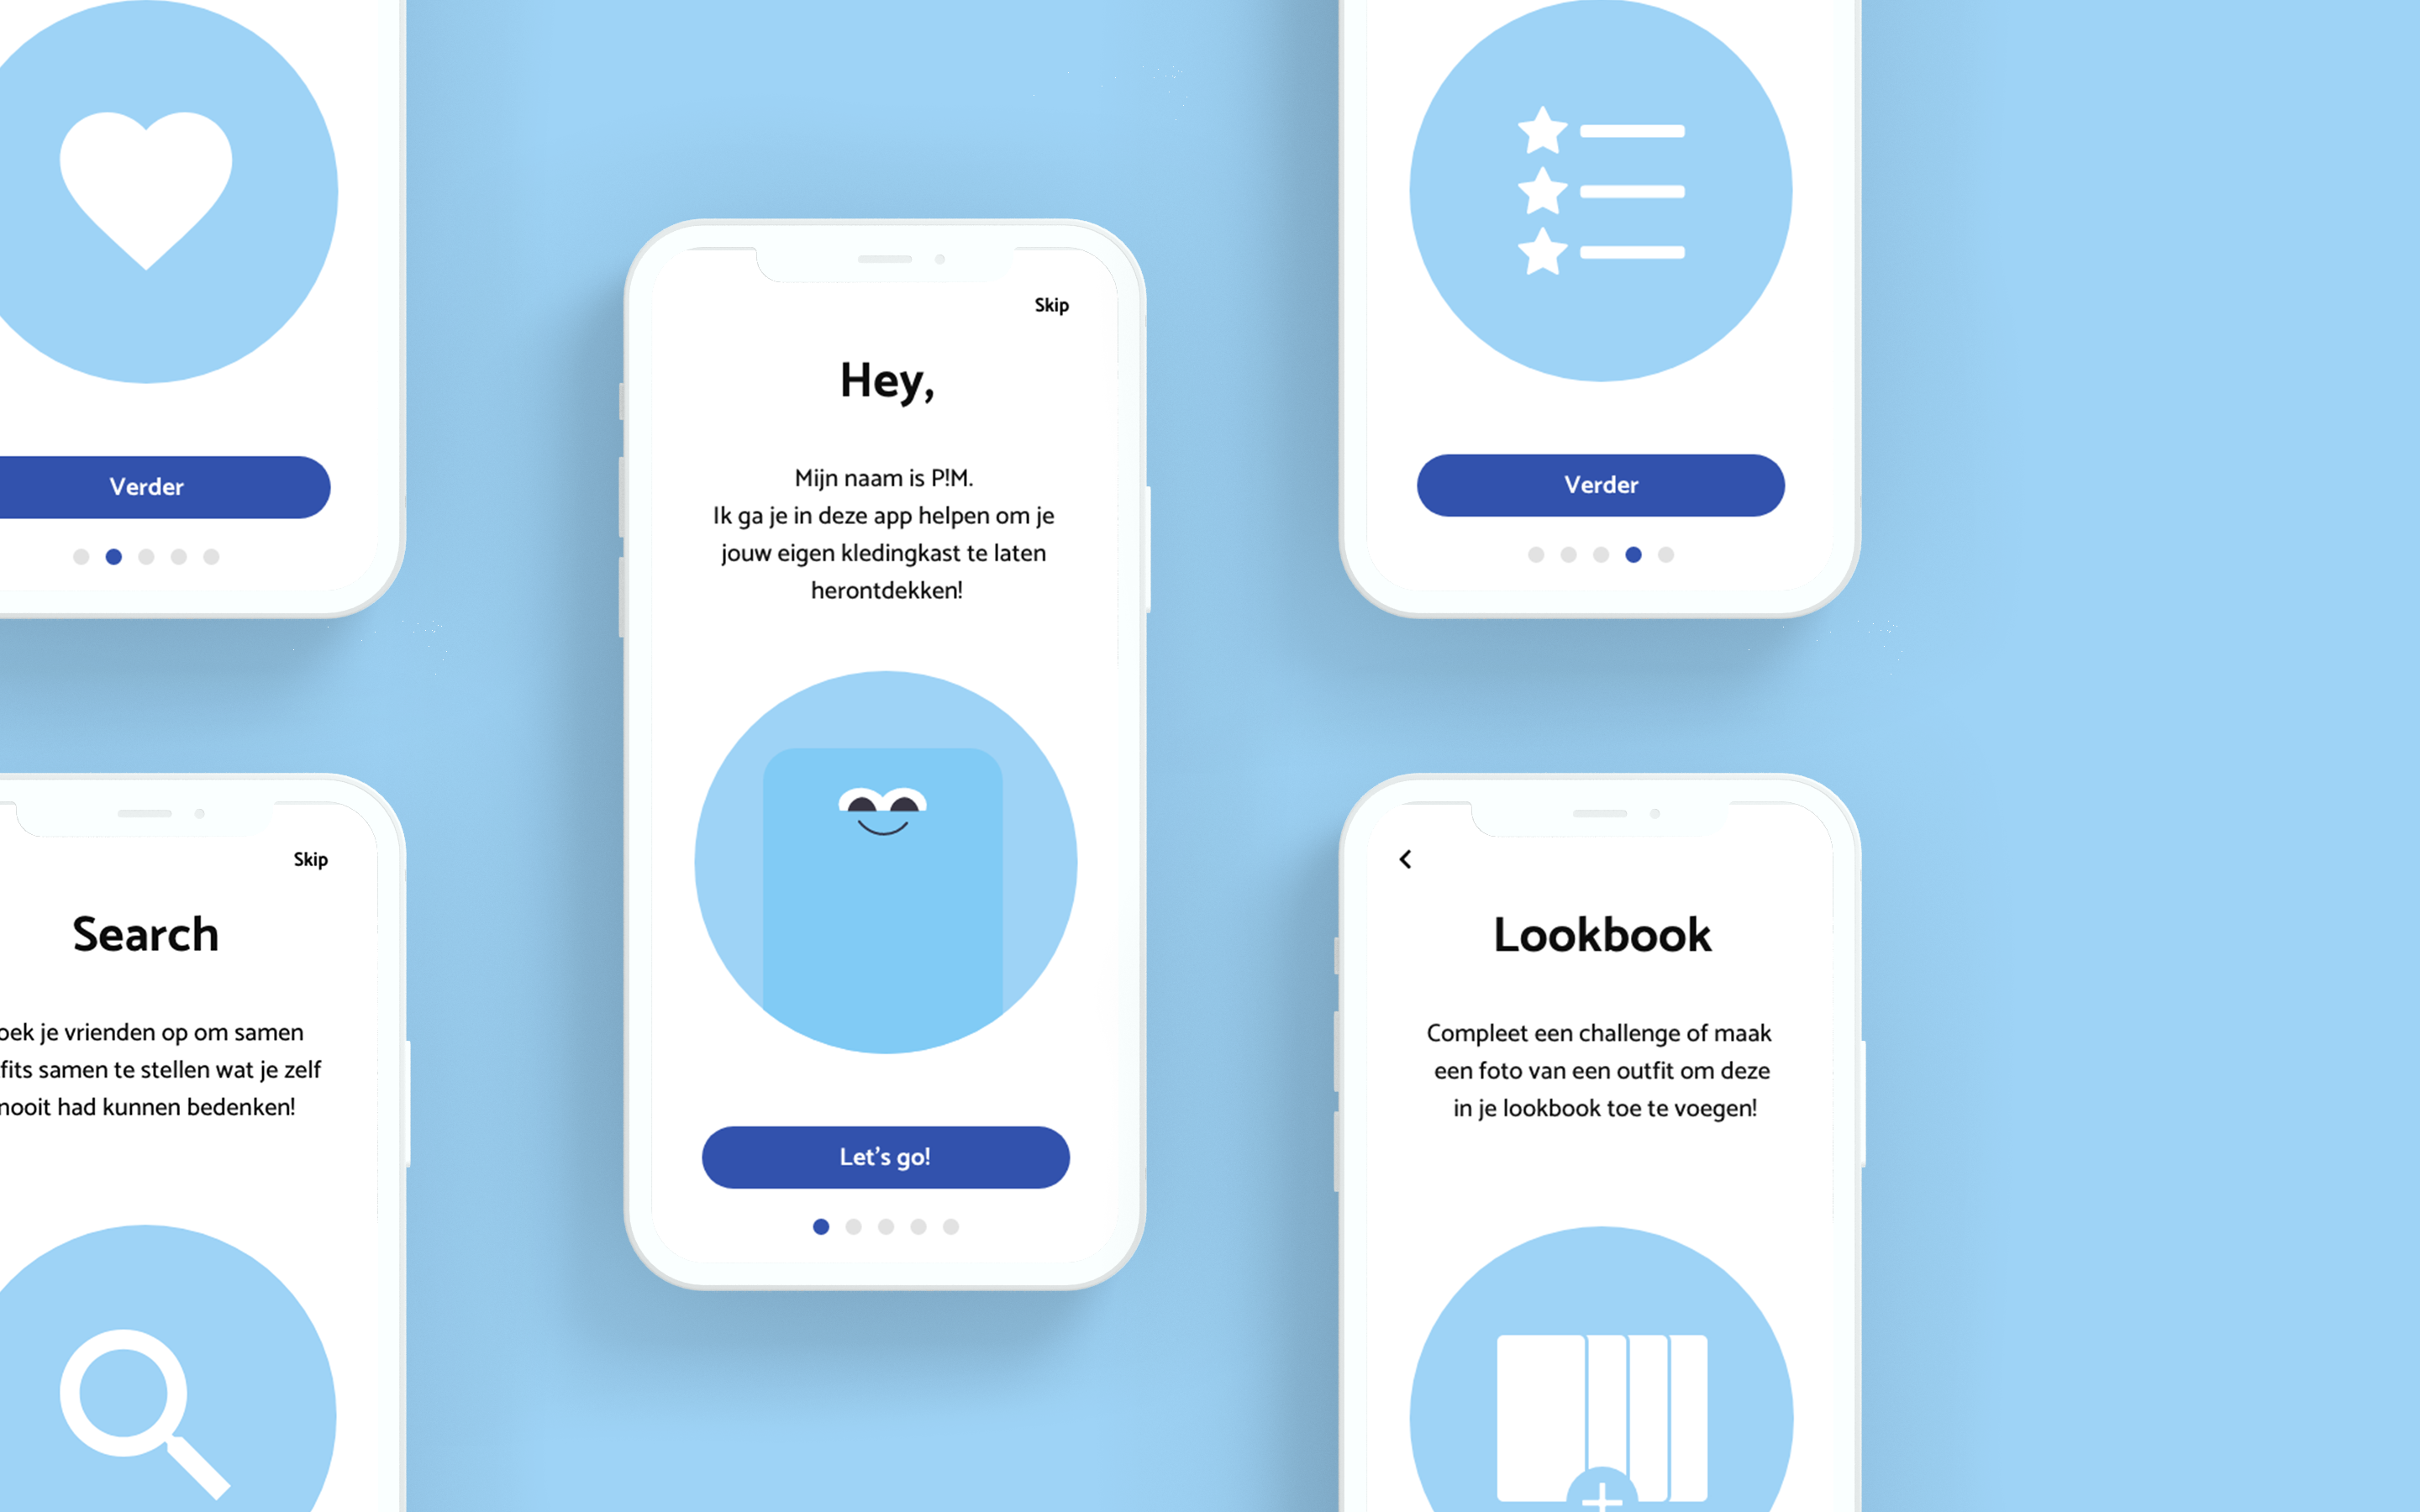 Verder
Skip
Hey,
Mijn naam is P!M.
Ik ga je in deze app helpen om je
jouw eigen kledingkast te laten
herontdekken!
Let's go!
Verder
Skip
Search
je vrienden op om samen
samen te stellen wat je zelf
had kunnen bedenken!
Lookbook
Compleet een challenge of maak
een foto van een outfit om deze
in je lookbook toe te voegen!